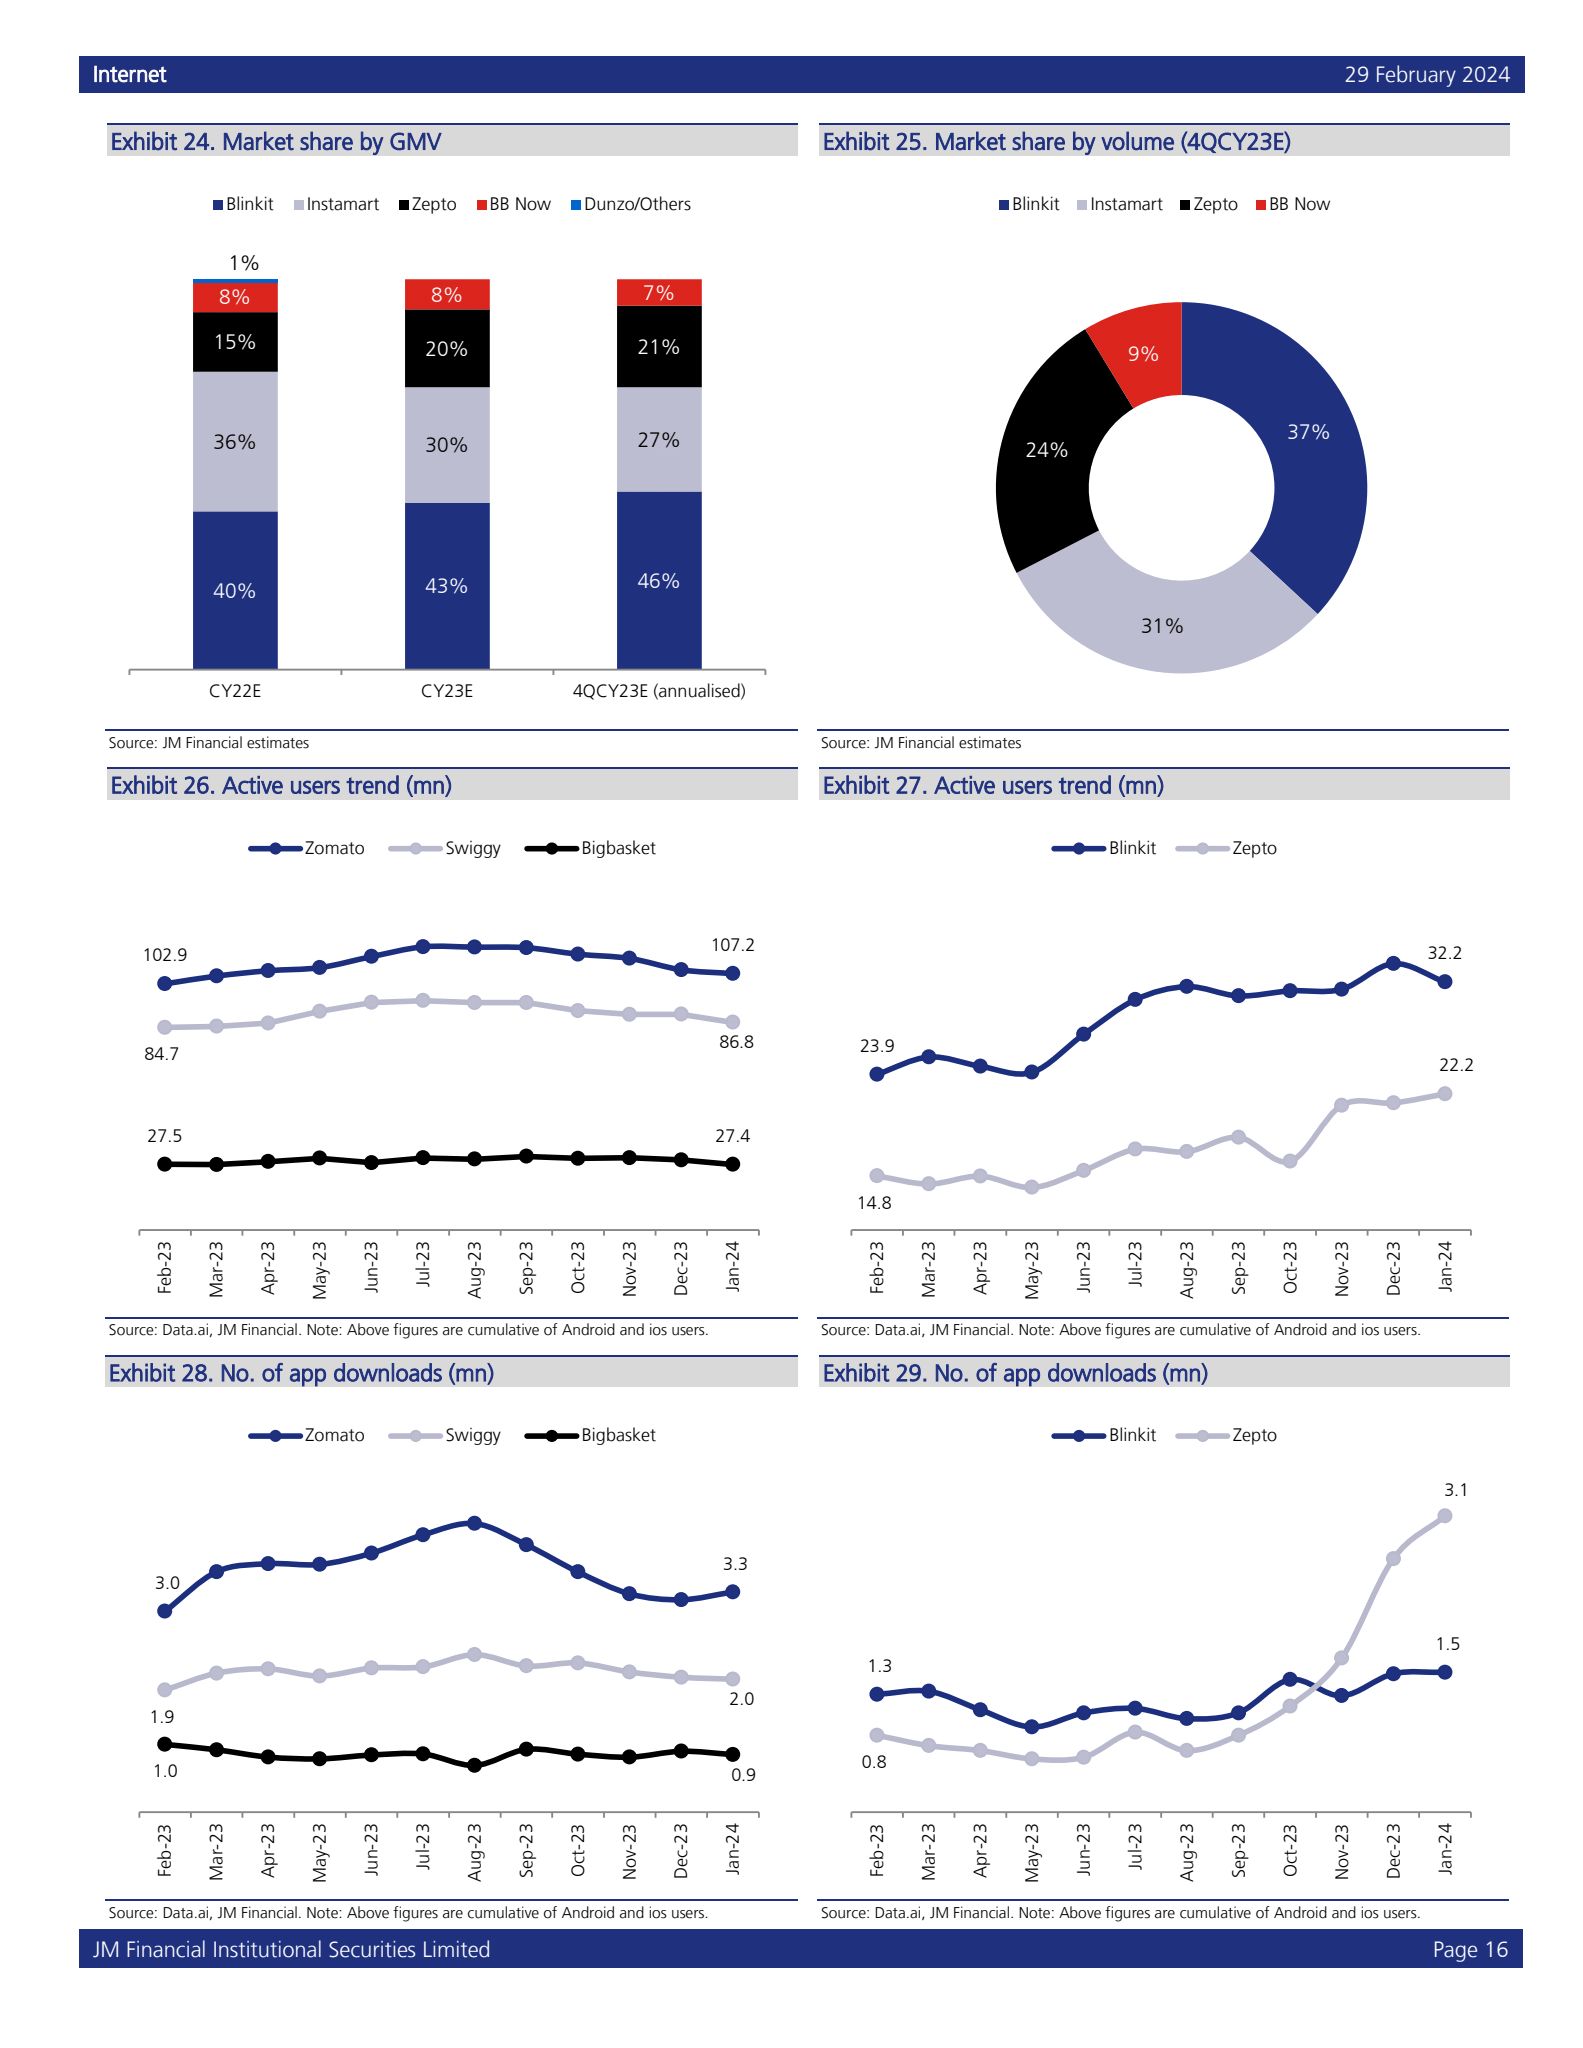 Internet
29 February 2024
Exhibit 24. Market share by GMV
Blinkit Instamart Zepto BB Now Dunzo/Others
1%
8% 8% 7%
15% 20% 21%
36% 30% 27%
40% 43% 46%
CY22E CY23E 4QCY23E (annualised)
Source: JM Financial estimates
Exhibit 25. Market share by volume (4QCY23E)
Blinkit Instamart Zepto BB Now
9%
37%
24%
31%
Source: JM Financial estimates
Exhibit 26. Active users trend (mn)
Zomato Swiggy Bigbasket
102.9 107.2
84.7 86.8
27.5 27.4
Feb-23 Mar-23 Apr-23 May-23 Jun-23 Jul-23 Aug-23 Sep-23 Oct-23 Nov-23 Dec-23 Jan-24
Source: Data.ai, JM Financial. Note: Above figures are cumulative of Android and ios users.
Exhibit 27. Active users trend (mn)
Blinkit Zepto
32.2
23.9
22.2
14.8
Feb-23 Mar-23 Apr-23 May-23 Jun-23 Jul-23 Aug-23 Sep-23 Oct-23 Nov-23 Dec-23 Jan-24
Source: Data.ai, JM Financial. Note: Above figures are cumulative of Android and ios users.
Exhibit 28. No. of app downloads (mn)
Zomato Swiggy Bigbasket
3.0 3.3
1.9 2.0
1.0 0.9
Feb-23 Mar-23 Apr-23 May-23 Jun-23 Jul-23 Aug-23 Sep-23 Oct-23 Nov-23 Dec-23 Jan-24
Source: Data.ai, JM Financial. Note: Above figures are cumulative of Android and ios users.
Exhibit 29. No. of app downloads (mn)
Blinkit Zepto
3.1
1.5
1.3
0.8
Feb-23 Mar-23 Apr-23 May-23 Jun-23 Jul-23 Aug-23 Sep-23 Oct-23 Nov-23 Dec-23 Jan-24
Source: Data.ai, JM Financial. Note: Above figures are cumulative of Android and ios users.
JM Financial Institutional Securities Limited
Page 16